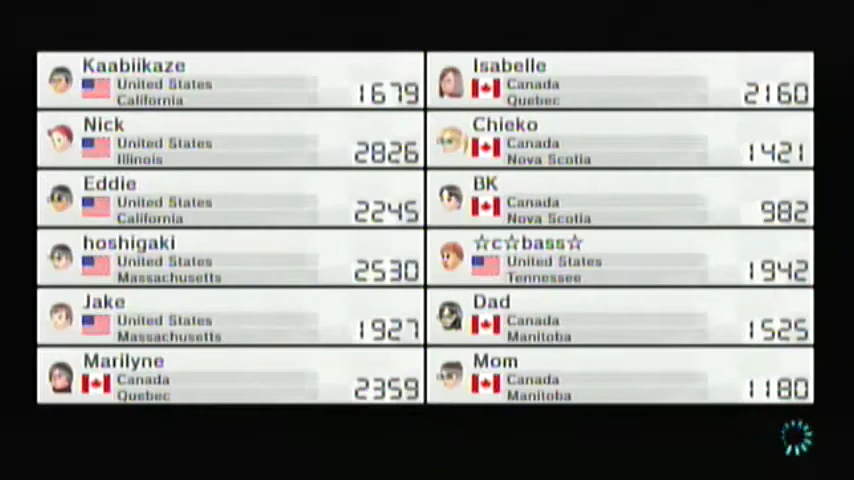 Kaabiikaze
United States
California
1679
Nick
United States
Illinois
2826
Eddie
United States
California
2245
hoshigaki
United States
Massachusetts
2530
Jake
United States
Massachusetts
1927
Marilyne
Canada
Quebec
2359
Isabelle
Canada
Quebec
2160
Chieko
Canada
Nova Scotia
1421
BK
Canada
Nova Scotia
982
☆c☆bass☆
United States
Tennessee
1942
Dad
Canada
Manitoba
1525
Mom
Canada
Manitoba
1180